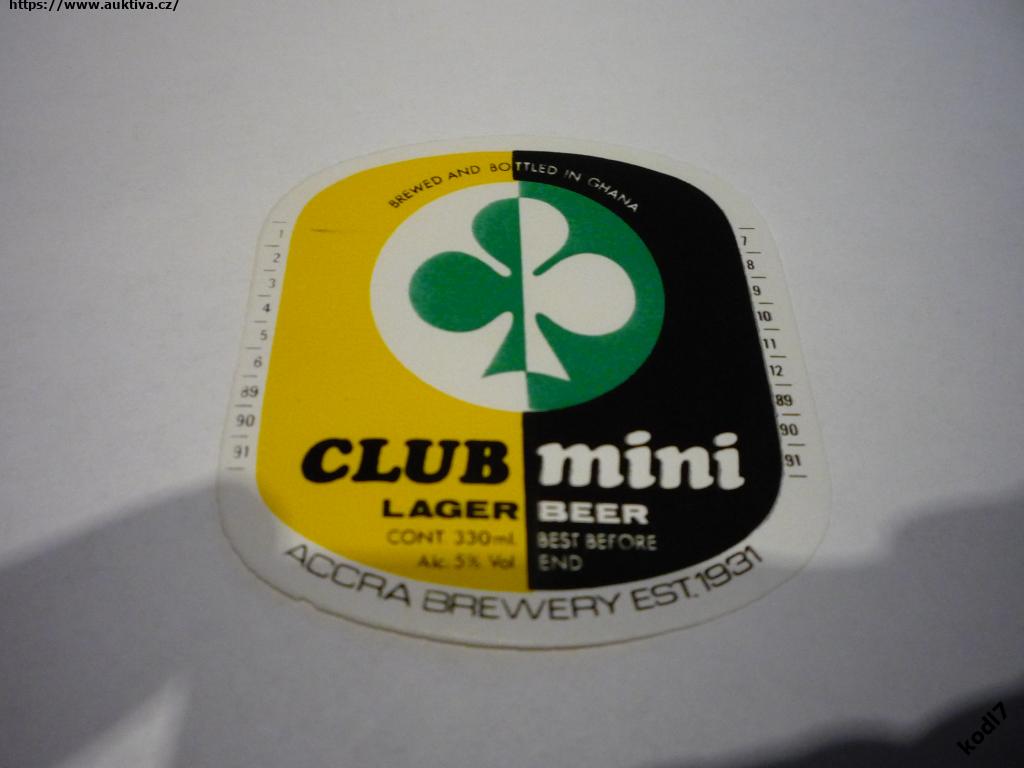 https://www.auktiva.cz/
BREWED AND BOTTLED IN GHANA
1
2
3
4
5
6
89
90
91
7
8
9
10
11
12
89
90
91
CLUB mini
LAGER BEER
CONT 330ml.
Alc. 5% Vol
BEST BEFORE
END
ACCRA BREWERY EST. 1931
kodl7